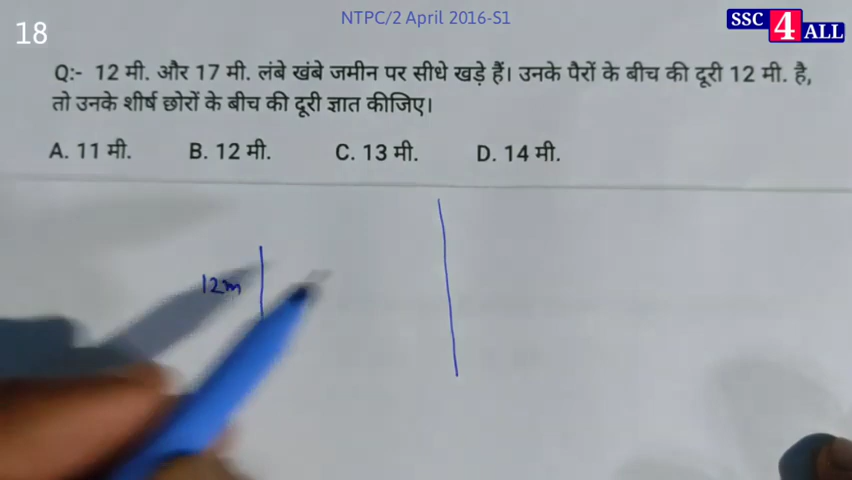 NTPC/2 April 2016-S1
SSC 4 ALL
18
Q:- 12 मी. और 17 मी. लंबे खंबे जमीन पर सीधे खड़े हैं। उनके पैरों के बीच की दूरी 12 मी. है,
तो उनके शीर्ष छोरों के बीच की दूरी ज्ञात कीजिए।
A. 11 मी. B. 12 मी. C. 13 मी. D. 14 मी.
12m